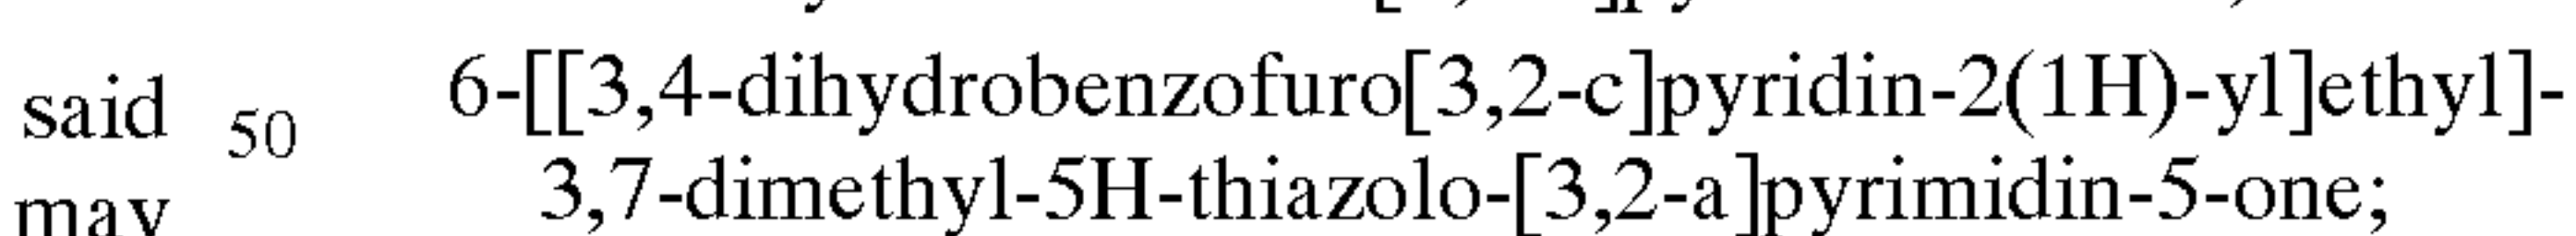 said 50 6-[[3,4-dihydrobenzofuro[3,2-c]pyridin-2(1H)-yl]ethyl]-
may 3,7-dimethyl-5H-thiazolo-[3,2-a]pyrimidin-5-one;